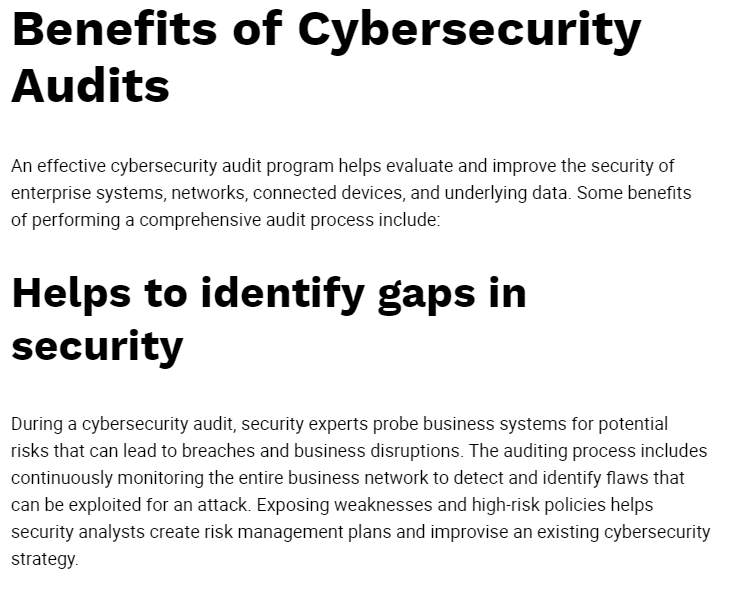 Benefits of Cybersecurity
Audits
An effective cybersecurity audit program helps evaluate and improve the security of
enterprise systems, networks, connected devices, and underlying data. Some benefits
of performing a comprehensive audit process include:
Helps to identify gaps in
security
During a cybersecurity audit, security experts probe business systems for potential
risks that can lead to breaches and business disruptions. The auditing process includes
continuously monitoring the entire business network to detect and identify flaws that
can be exploited for an attack. Exposing weaknesses and high-risk policies helps
security analysts create risk management plans and improvise an existing cybersecurity
strategy.